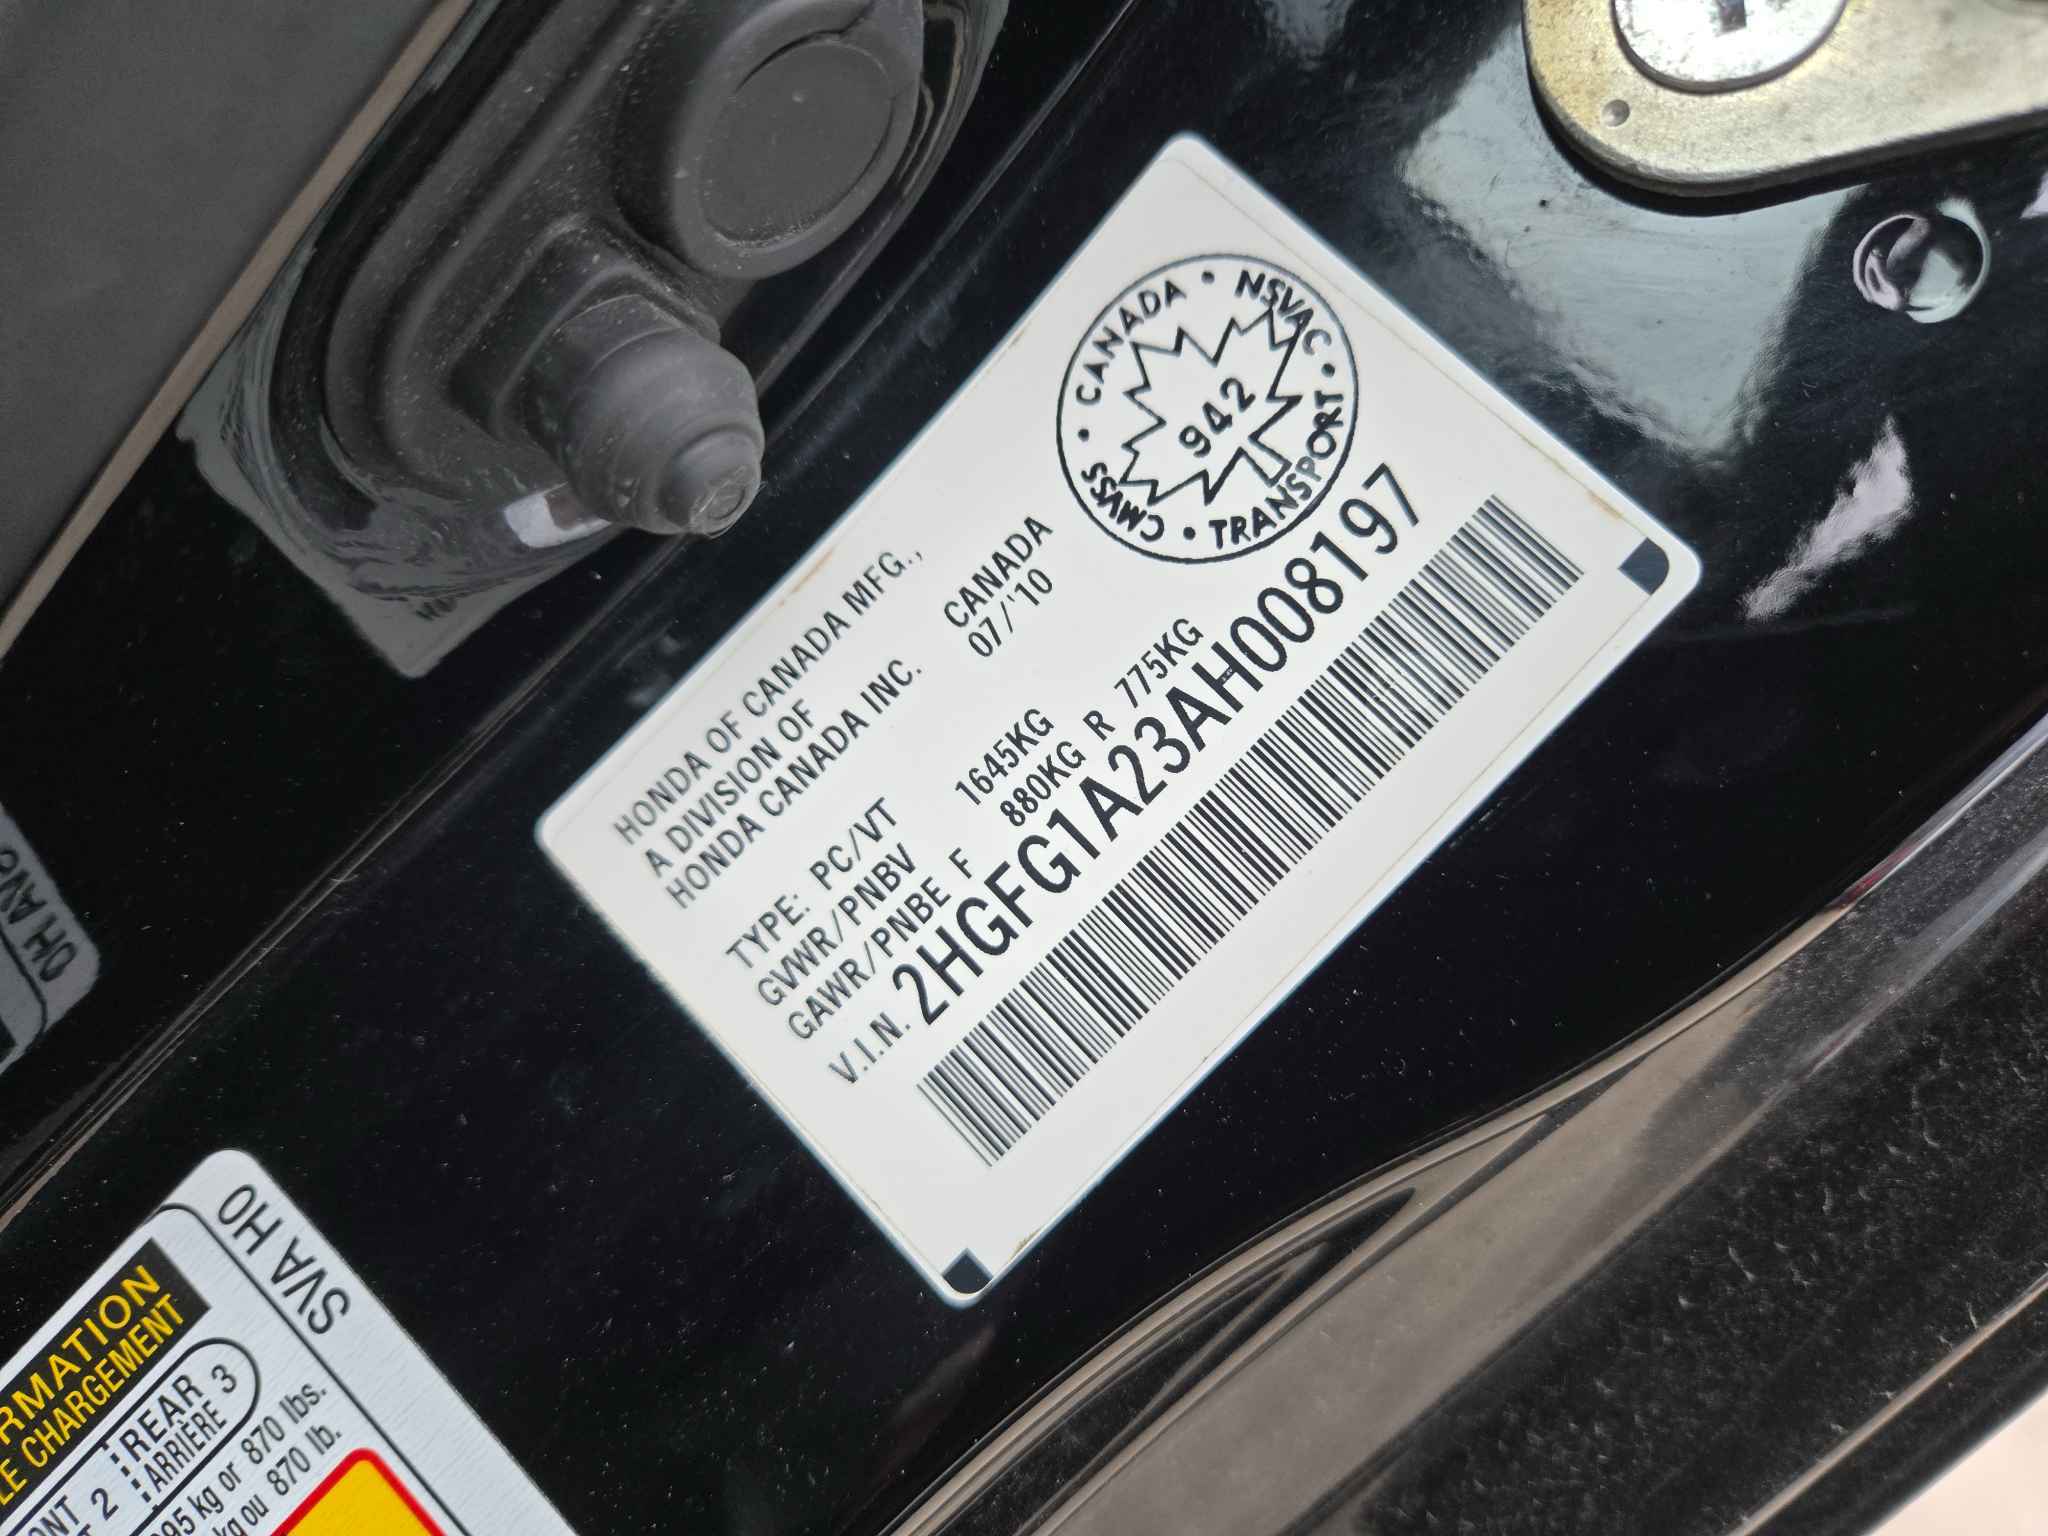 HONDA OF CANADA MFG.,
A DIVISION OF
HONDA CANADA INC.
CANADA
07/'10
CANADA • NSVAC • TRANSPORT • CMVSS •
942
TYPE: PC/VT
GVWR/PNBV 1645KG
GAWR/PNBE F 880KG R 775KG
V.I.N. 2HGFG1A23AH008197
SVA H0
LE CHARGEMENT
2
REAR 3
ARRIÈRE
kg or 870 lbs.
kg ou 870 lb.